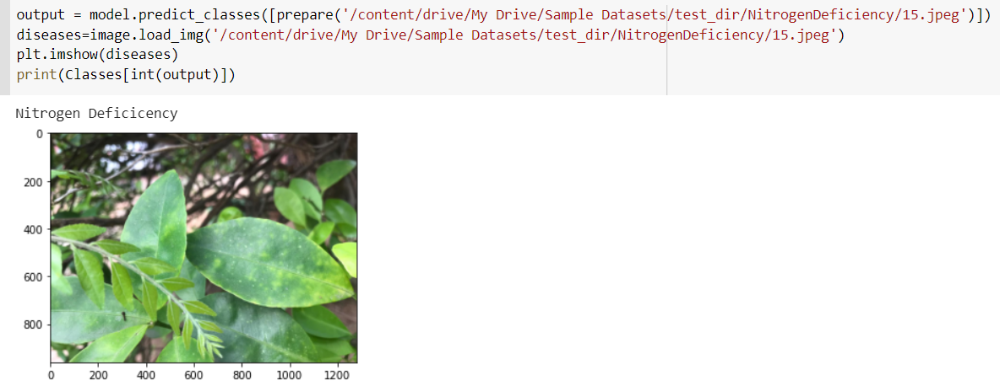 output = model.predict_classes([prepare('/content/drive/My Drive/Sample Datasets/test_dir/NitrogenDeficiency/15.jpeg')])
diseases=image.load_img('/content/drive/My Drive/Sample Datasets/test_dir/NitrogenDeficiency/15.jpeg')
plt.imshow(diseases)
print(Classes[int(output)])
Nitrogen Deficicency
0
200
400
600
800
0 200 400 600 800 1000 1200